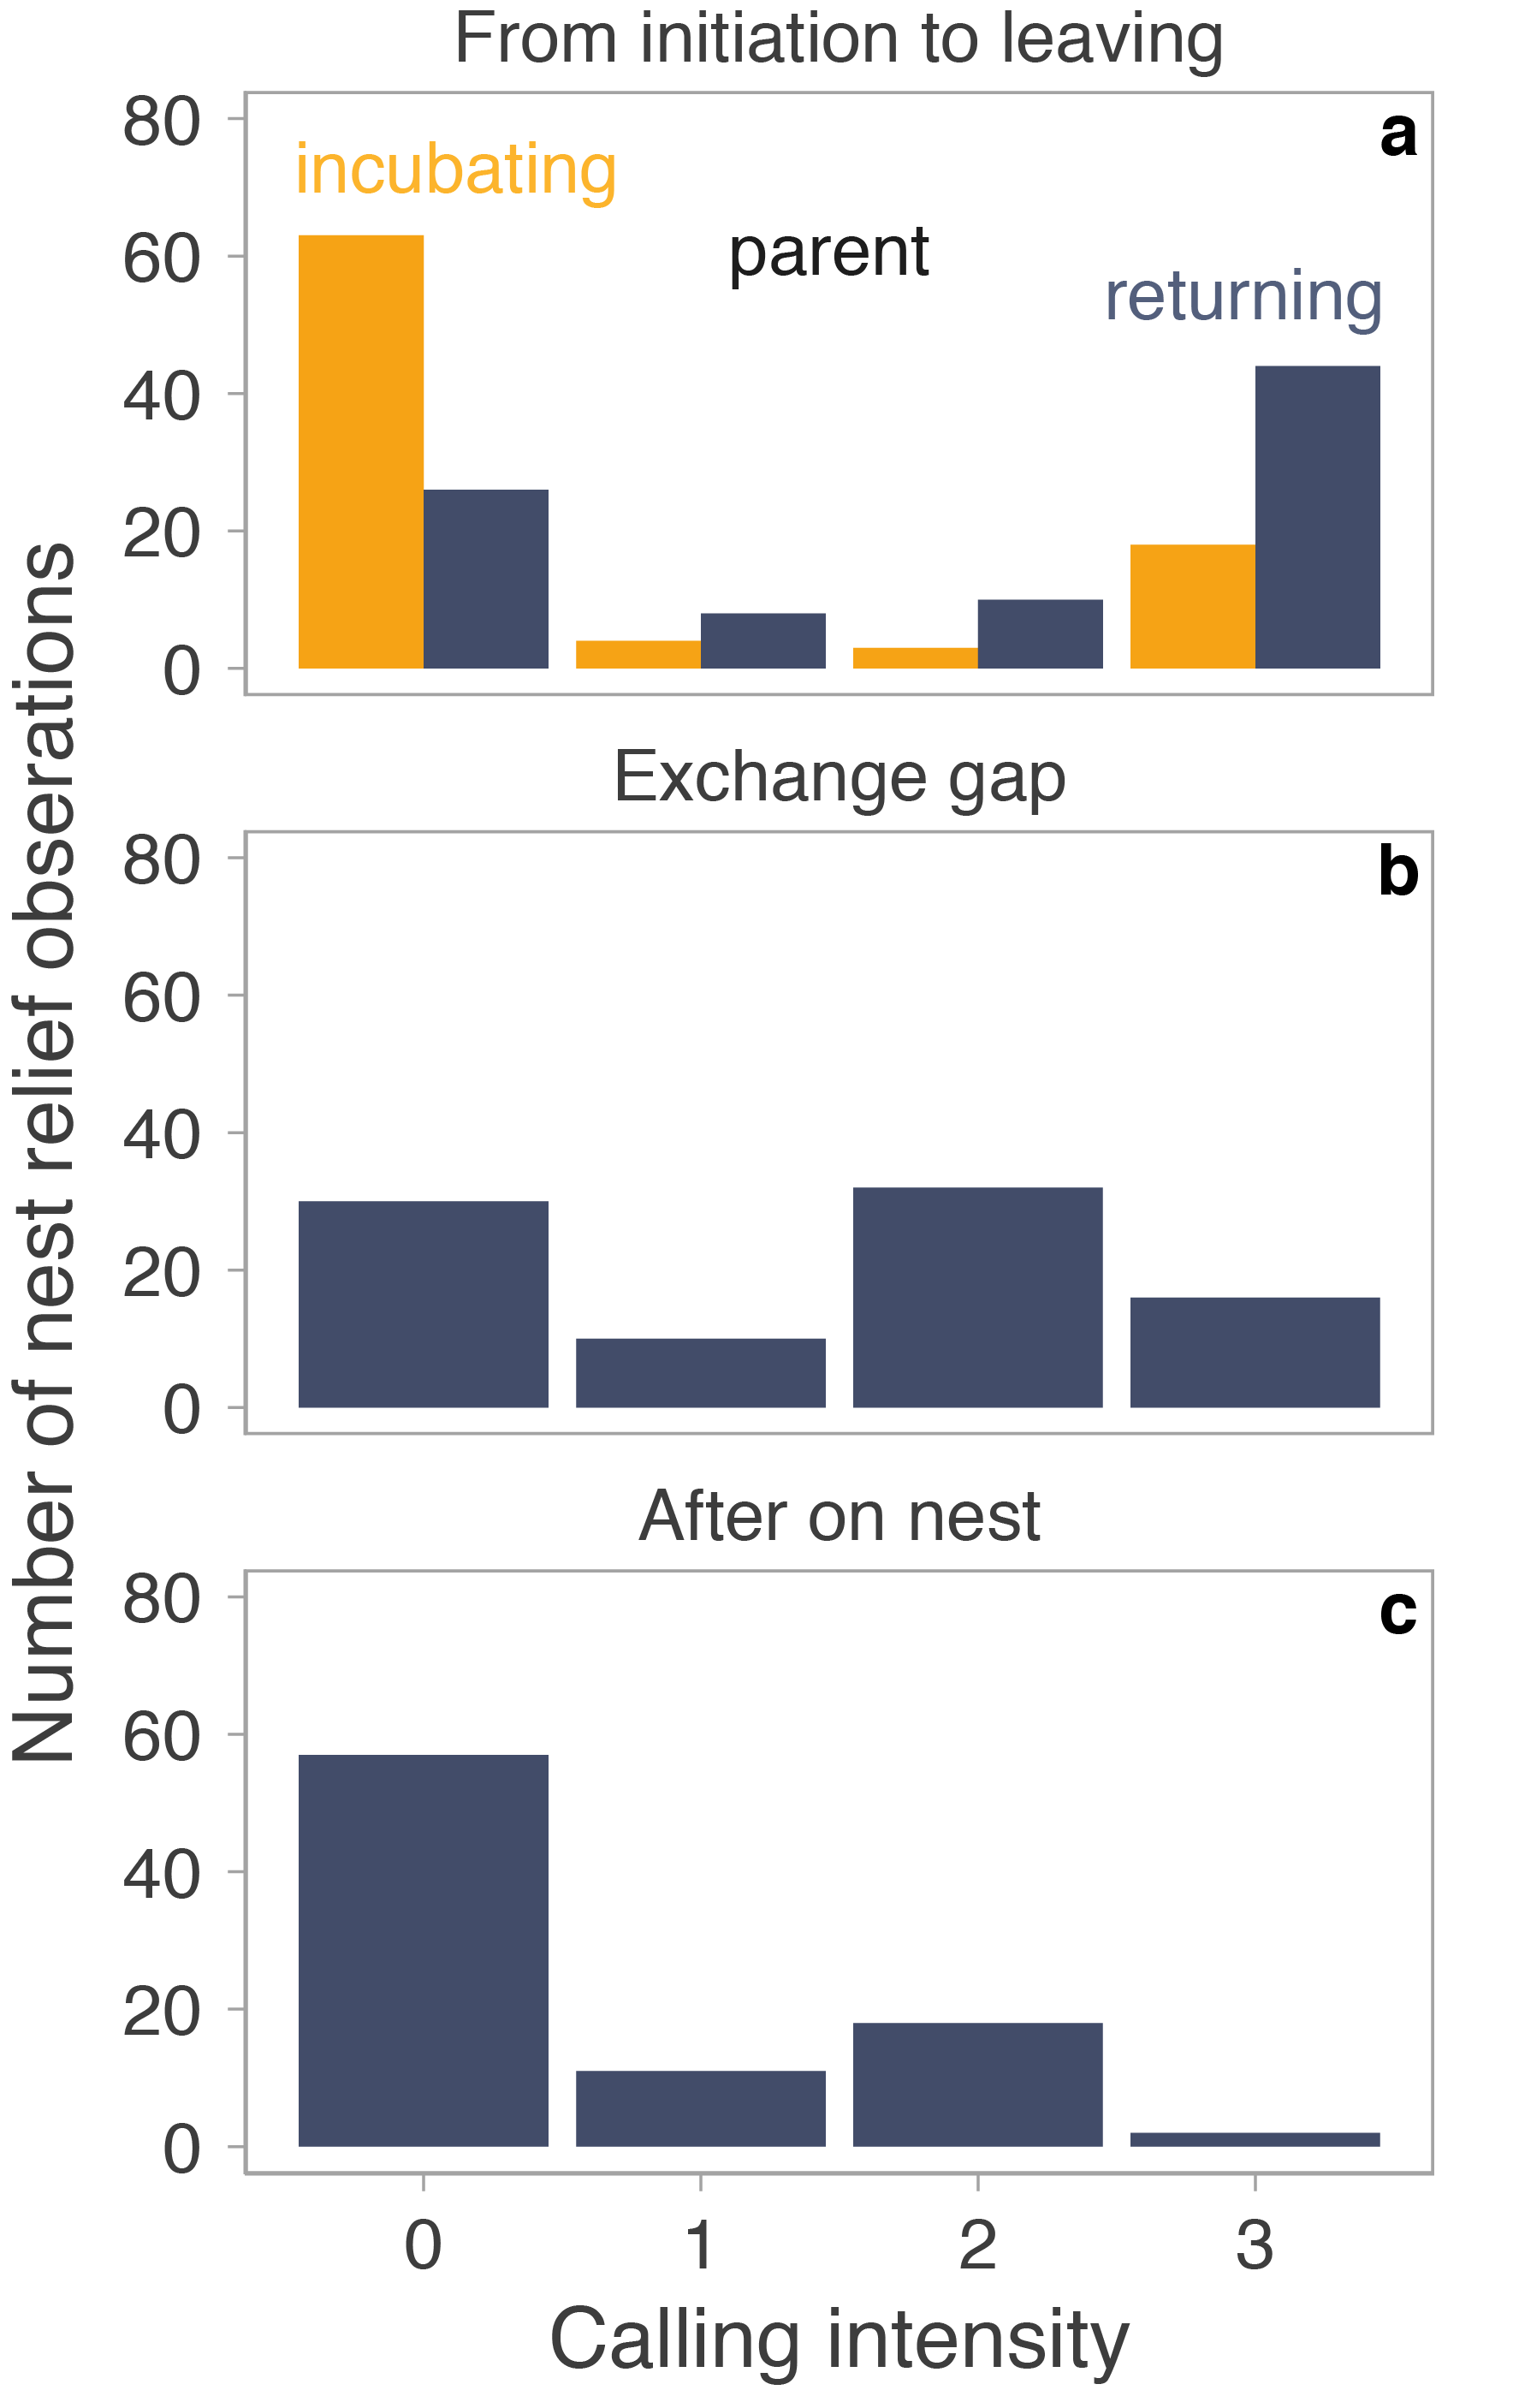 From initiation to leaving
a
80
incubating
parent
60
returning
40
20
0
Exchange gap
b
80
60
40
20
0
After on nest
c
80
60
40
20
0
0 1 2 3
Calling intensity
Number of nest relief obserations